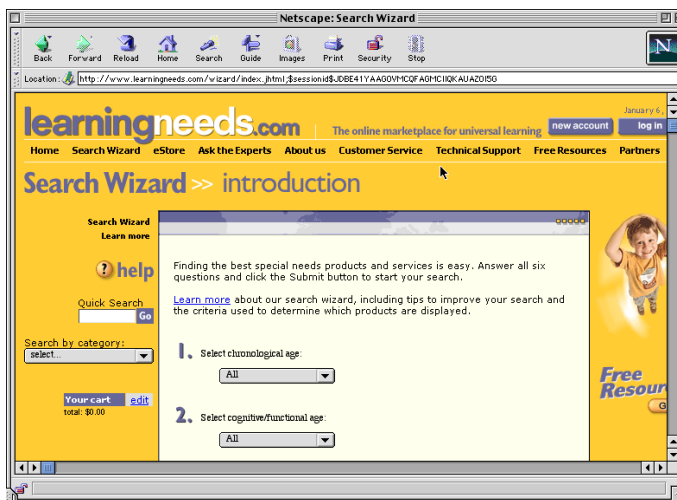 Netscape: Search Wizard
Back Forward Reload Home Search Guide Images Print Security Stop
N
Location: http://www.learningneeds.com/wizard/index.jhtml;$sessionid$JDBE41YAAG0VMCQFAGMCIIQKAUAZOI5G
January 6,
learningneeds.com The online marketplace for universal learning new account log in
Home Search Wizard eStore Ask the Experts About us Customer Service Technical Support Free Resources Partners
Search Wizard >> introduction
Search Wizard
Learn more
? help
Quick Search
Go
Search by category:
select...
Your cart edit
total: $0.00
Finding the best special needs products and services is easy. Answer all six
questions and click the Submit button to start your search.
Learn more about our search wizard, including tips to improve your search and
the criteria used to determine which products are displayed.
1. Select chronological age:
All
2. Select cognitive/functional age:
All
Free
Resour
G